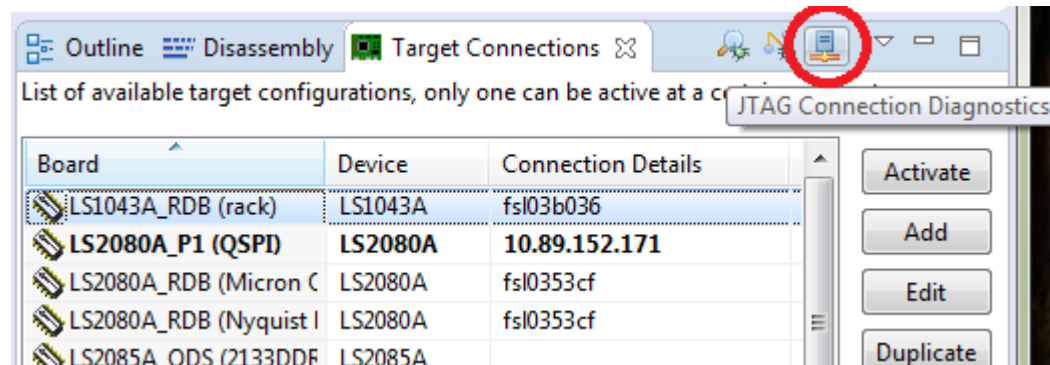 Outline Disassembly Target Connections
List of available target configurations, only one can be active at a
JTAG Connection Diagnostics
Board Device Connection Details
Activate
LS1043A_RDB (rack) LS1043A fsl03b036
Add
LS2080A_P1 (QSPI) LS2080A 10.89.152.171
LS2080A_RDB (Micron LS2080A fsl0353cf
Edit
LS2080A_RDB (Nyquist LS2080A fsl0353cf
LS2085A_QDS (2133DDR LS2085A
Duplicate